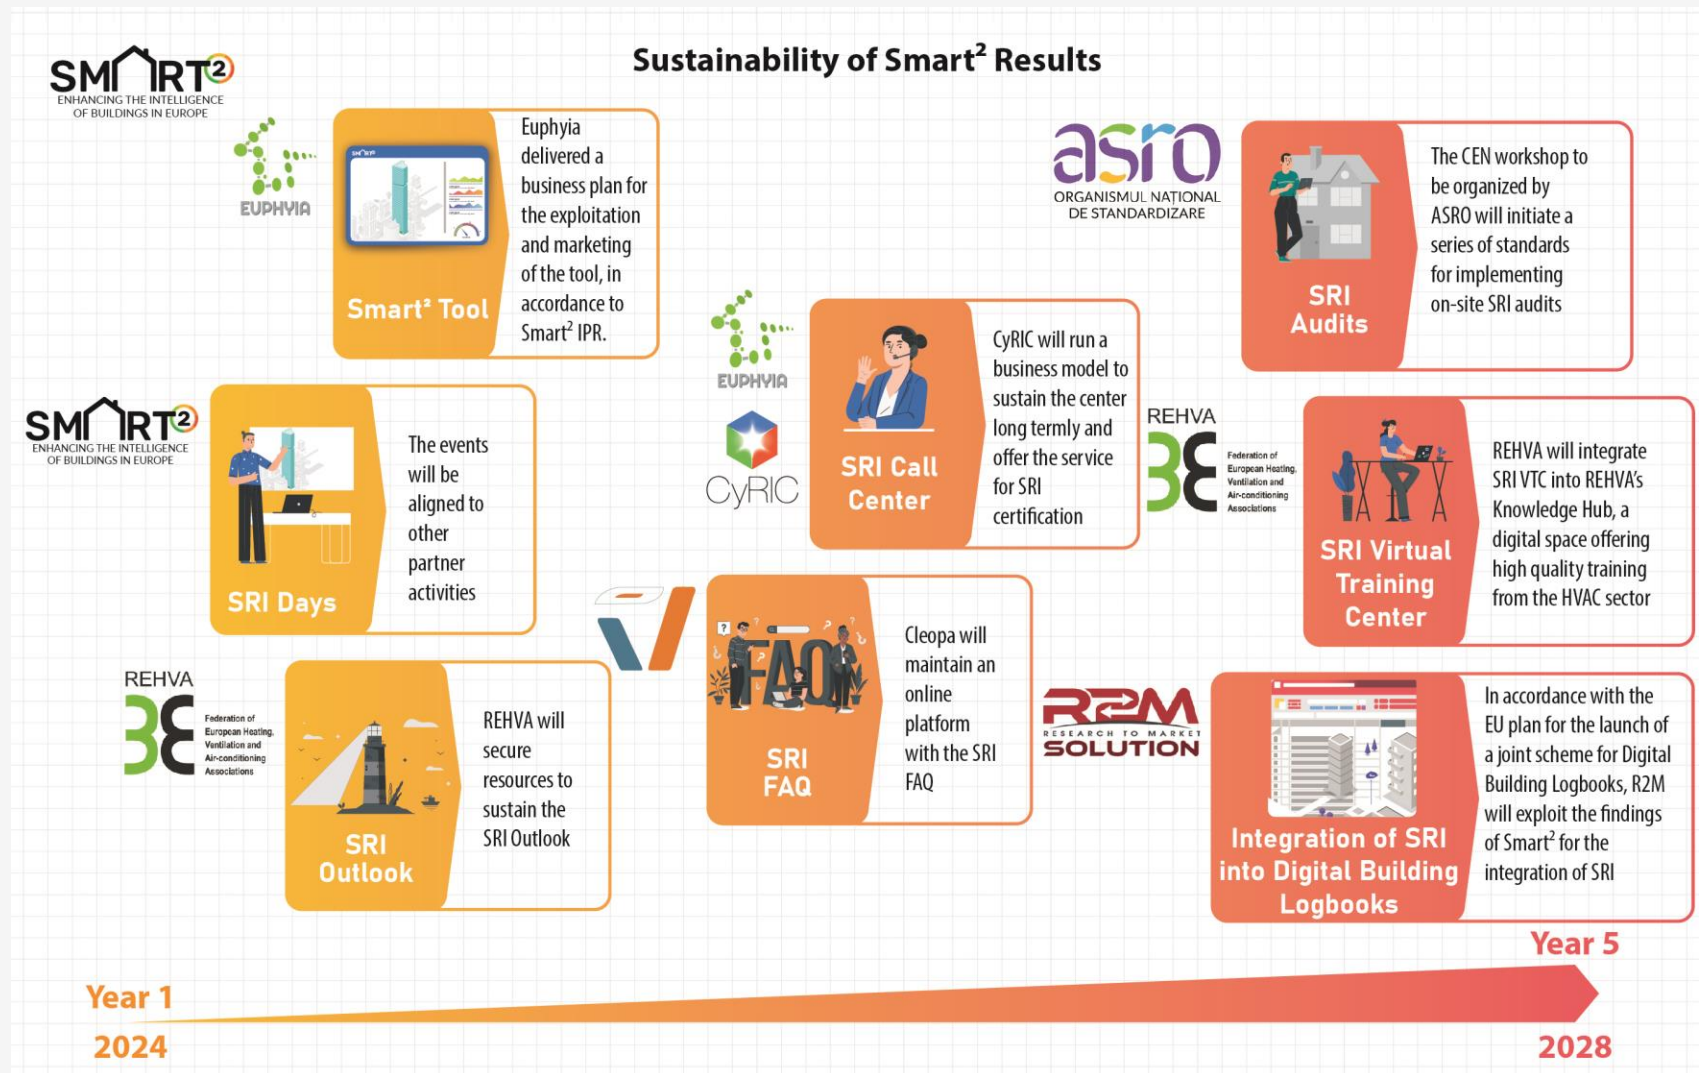 Sustainability of Smart² Results
SMART2
ENHANCING THE INTELLIGENCE
OF BUILDINGS IN EUROPE
EUPHYIA
Smart² Tool
Euphyia
delivered a
business plan for
the exploitation
and marketing
of the tool, in
accordance to
Smart² IPR.
SMART2
ENHANCING THE INTELLIGENCE
OF BUILDINGS IN EUROPE
SRI Days
The events
will be
aligned to
other
partner
activities
REHVA
Federation of
European Heating,
Ventilation and
Air-conditioning
Associations
SRI
Outlook
REHVA will
secure
resources to
sustain the
SRI Outlook
EUPHYIA
CyRIC
SRI Call
Center
CyRIC will run a
business model to
sustain the center
long termly and
offer the service
for SRI
certification
FAQ
SRI
FAQ
Cleopa will
maintain an
online
platform
with the SRI
FAQ
asro
ORGANISMUL NAȚIONAL
DE STANDARDIZARE
SRI
Audits
The CEN workshop to
be organized by
ASRO will initiate a
series of standards
for implementing
on-site SRI audits
REHVA
Federation of
European Heating,
Ventilation and
Air-conditioning
Associations
SRI Virtual
Training
Center
REHVA will integrate
SRI VTC into REHVA's
Knowledge Hub, a
digital space offering
high quality training
from the HVAC sector
R2M
RESEARCH TO MARKET
SOLUTION
Integration of SRI
into Digital Building
Logbooks
In accordance with the
EU plan for the launch of
a joint scheme for Digital
Building Logbooks, R2M
will exploit the findings
of Smart² for the
integration of SRI
Year 1
2024
Year 5
2028